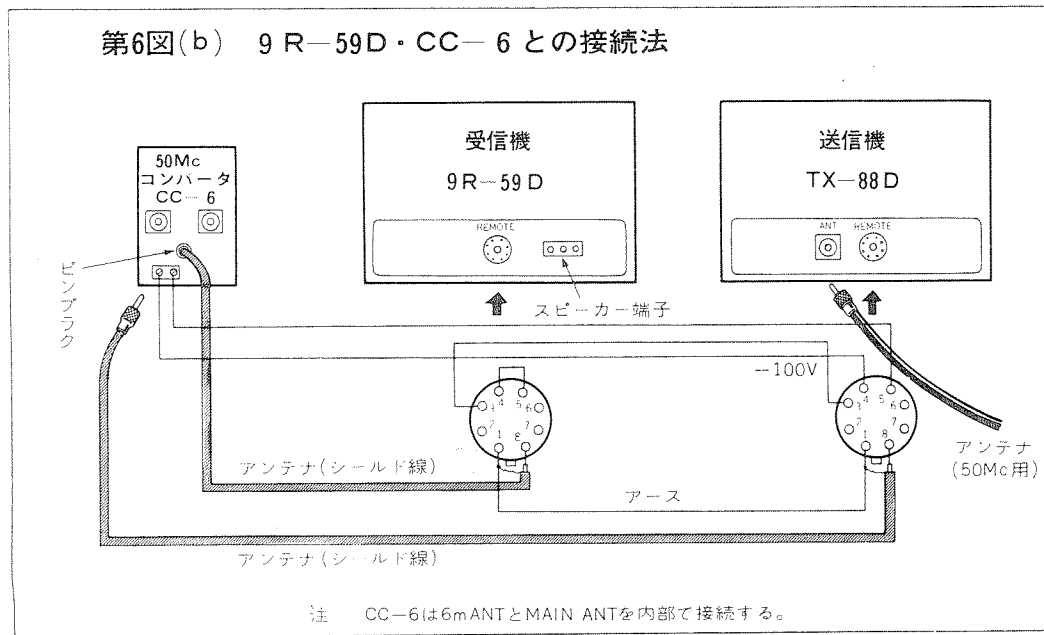 第6図(b) 9R-59D・CC-6との接続法
50Mc
コンバータ
CC-6
ピンプラク
受信機
9R-59D
REMOTE
スピーカー端子
送信機
TX-88D
ANT REMOTE
-100V
4 5
3 6
2 7
1 8
4 5
3 6
2 7
1 8
アンテナ
(50Mc用)
アンテナ(シールド線)
アース
アンテナ(シールド線)
注 CC-6は6mANTとMAIN ANTを内部で接続する。